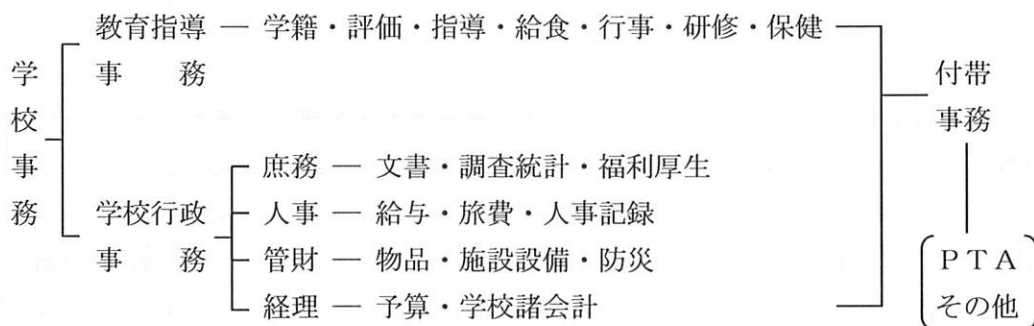 学校事務
教育指導事務 ― 学籍・評価・指導・給食・行事・研修・保健
学校行政事務
庶務 ― 文書・調査統計・福利厚生
人事 ― 給与・旅費・人事記録
管財 ― 物品・施設設備・防災
経理 ― 予算・学校諸会計
付帯事務
PTA
その他